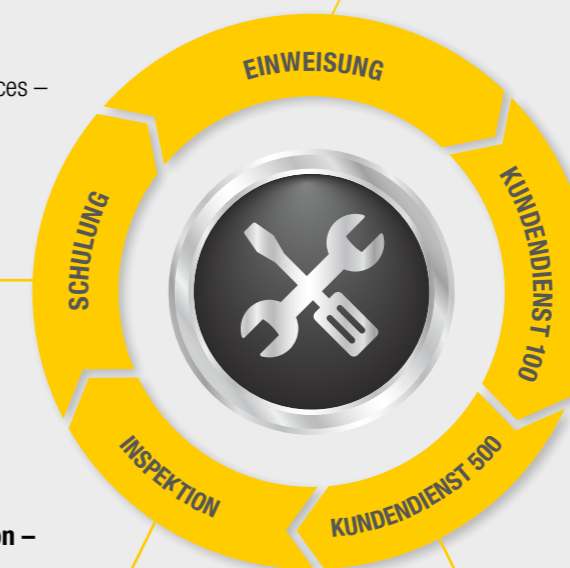 ces –
EINWEISUNG
KUNDENDIENST 100
KUNDENDIENST 500
INSPEKTION
SCHULUNG
on –